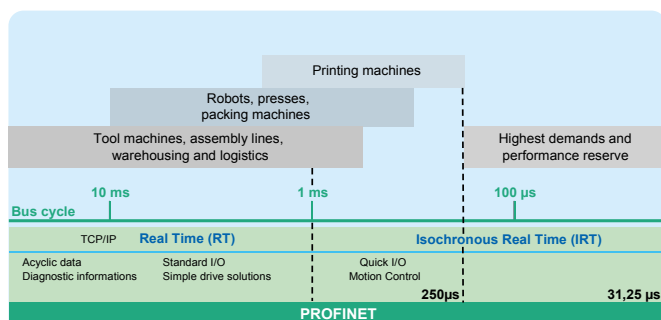 Printing machines
Robots, presses,
packing machines
Tool machines, assembly lines,
warehousing and logistics
Highest demands and
performance reserve
10 ms
1 ms
100 µs
Bus cycle
TCP/IP
Real Time (RT)
Isochronous Real Time (IRT)
Acyclic data
Diagnostic informations
Standard I/O
Simple drive solutions
Quick I/O
Motion Control
250µs
31,25 µs
PROFINET